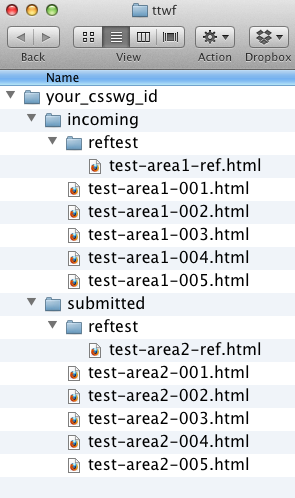 ttwf
Back
View
Action
Dropbox
Name
your_csswg_id
incoming
reftest
test-area1-ref.html
test-area1-001.html
test-area1-002.html
test-area1-003.html
test-area1-004.html
test-area1-005.html
submitted
reftest
test-area2-ref.html
test-area2-001.html
test-area2-002.html
test-area2-003.html
test-area2-004.html
test-area2-005.html